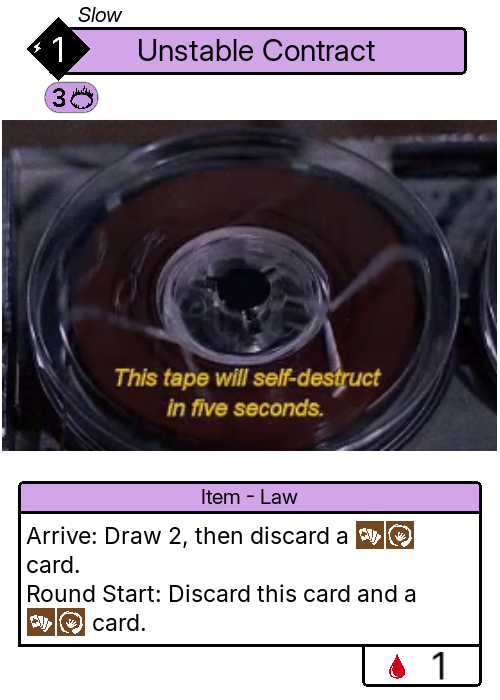 Slow
1
Unstable Contract
3
This tape will self-destruct
in five seconds.
Item - Law
Arrive: Draw 2, then discard a
card.
Round Start: Discard this card and a
card.
1